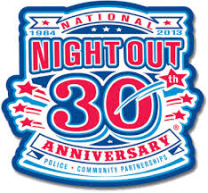 NATIONAL
1984 2013
NIGHT OUT
30th
ANNIVERSARY
®
POLICE • COMMUNITY PARTNERSHIPS